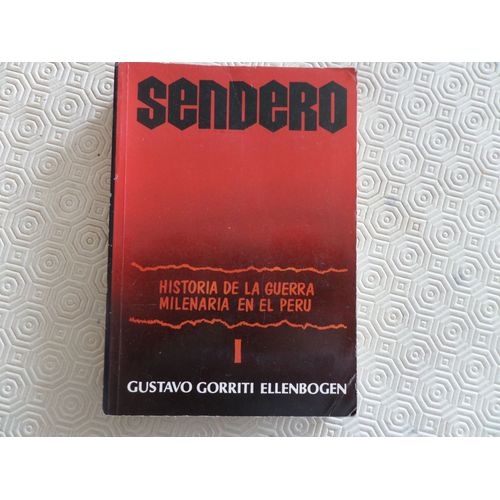 SENDERO
HISTORIA DE LA GUERRA
MILENARIA EN EL PERU
I
GUSTAVO GORRITI ELLENBOGEN